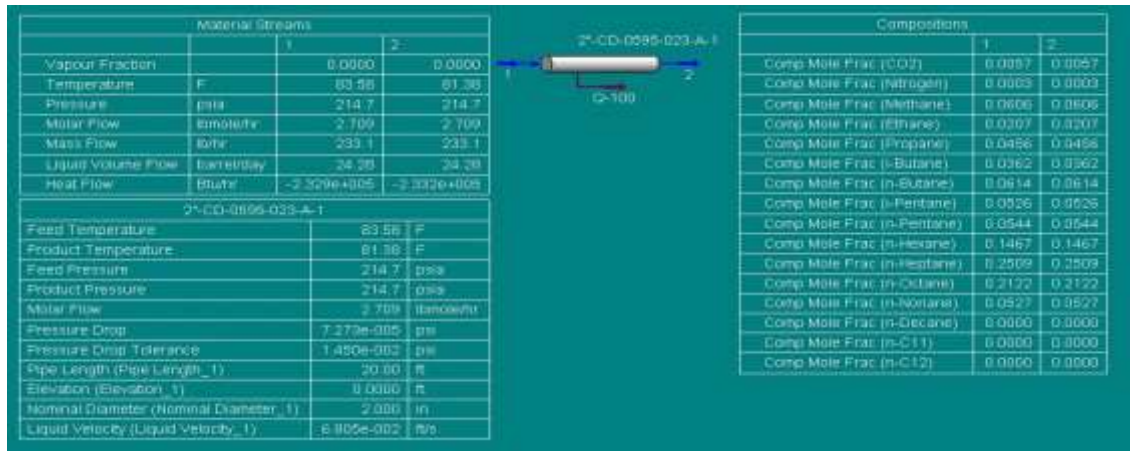 Material Streams
1 2
Vapour Fraction 0.0000 0.0000
Temperature F 83.56 81.38
Pressure psia 214.7 214.7
Molar Flow lbmole/hr 2.709 2.709
Mass Flow lb/hr 233.1 233.1
Liquid Volume Flow barrel/day 24.28 24.28
Heat Flow Btu/hr -2.329e+005 -2.332e+005
2"-CD-0595-023-A-1
Feed Temperature 83.56 F
Product Temperature 81.38 F
Feed Pressure 214.7 psia
Product Pressure 214.7 psia
Molar Flow 2.709 lbmole/hr
Pressure Drop 7.273e-005 psi
Pressure Drop Tolerance 1.450e-002 psi
Pipe Length (Pipe Length_1) 20.00 ft
Elevation (Elevation_1) 0.0000 ft
Nominal Diameter (Nominal Diameter_1) 2.000 in
Liquid Velocity (Liquid Velocity_1) 6.905e-002 ft/s
2"-CD-0595-023-A-1
1
2
Q-100
Compositions
1 2
Comp Mole Frac (CO2) 0.0057 0.0057
Comp Mole Frac (Nitrogen) 0.0003 0.0003
Comp Mole Frac (Methane) 0.0606 0.0606
Comp Mole Frac (Ethane) 0.0207 0.0207
Comp Mole Frac (Propane) 0.0456 0.0456
Comp Mole Frac (i-Butane) 0.0362 0.0362
Comp Mole Frac (n-Butane) 0.0614 0.0614
Comp Mole Frac (i-Pentane) 0.0526 0.0526
Comp Mole Frac (n-Pentane) 0.0544 0.0544
Comp Mole Frac (n-Hexane) 0.1467 0.1467
Comp Mole Frac (n-Heptane) 0.2509 0.2509
Comp Mole Frac (n-Octane) 0.2122 0.2122
Comp Mole Frac (n-Nonane) 0.0527 0.0527
Comp Mole Frac (n-Decane) 0.0000 0.0000
Comp Mole Frac (n-C11) 0.0000 0.0000
Comp Mole Frac (n-C12) 0.0000 0.0000